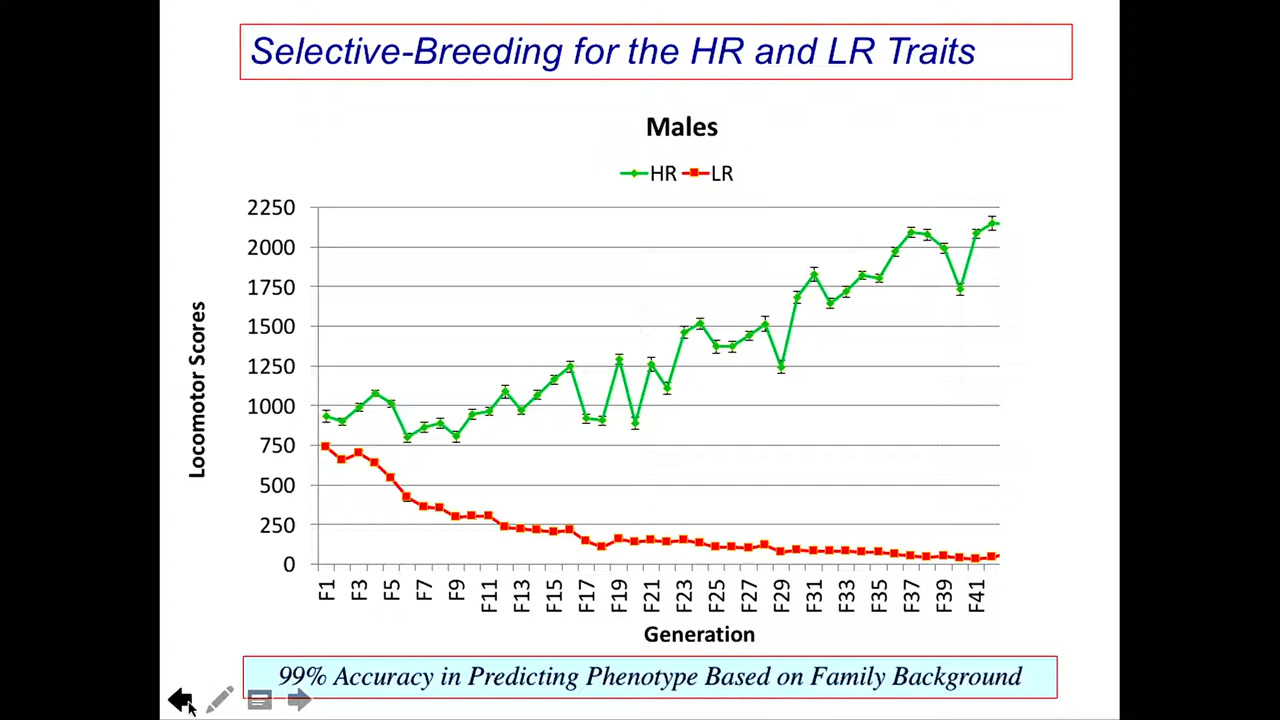 Selective-Breeding for the HR and LR Traits
Males
HR LR
2250
2000
1750
1500
1250
1000
750
500
250
0
Locomotor Scores
F1 F3 F5 F7 F9 F11 F13 F15 F17 F19 F21 F23 F25 F27 F29 F31 F33 F35 F37 F39 F41
Generation
99% Accuracy in Predicting Phenotype Based on Family Background